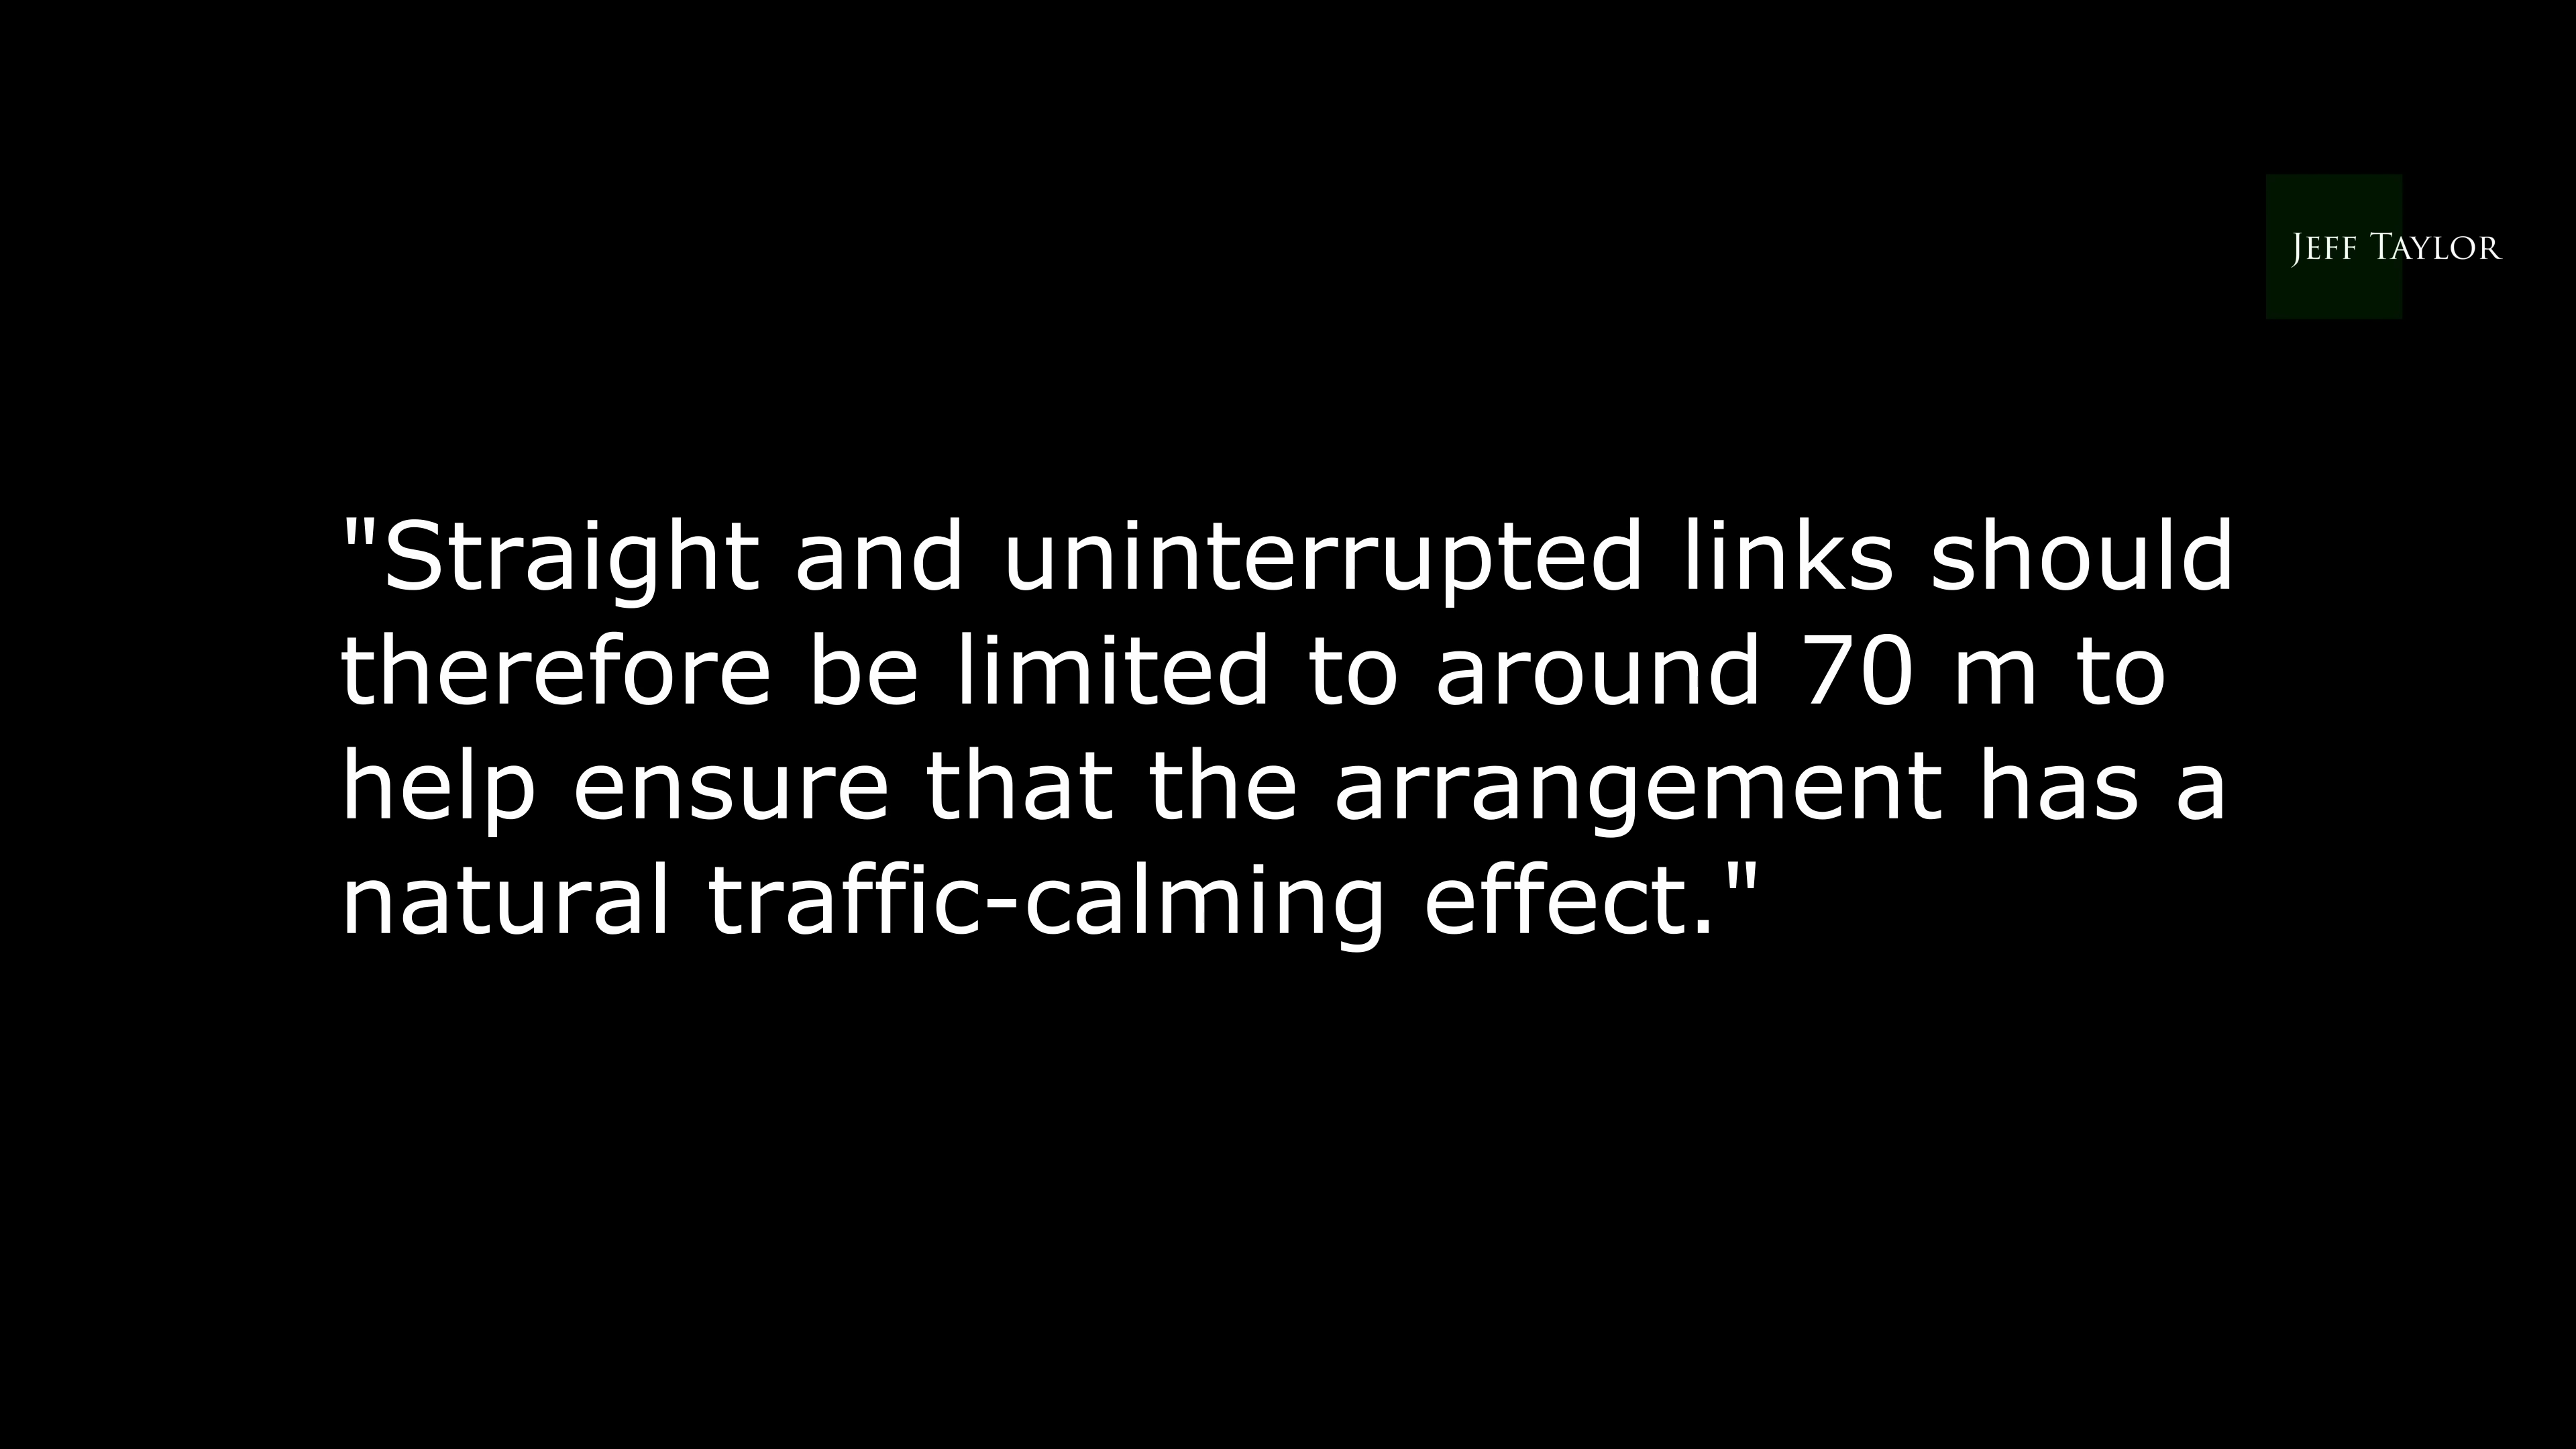 Jeff Taylor
"Straight and uninterrupted links should
therefore be limited to around 70 m to
help ensure that the arrangement has a
natural traffic-calming effect."